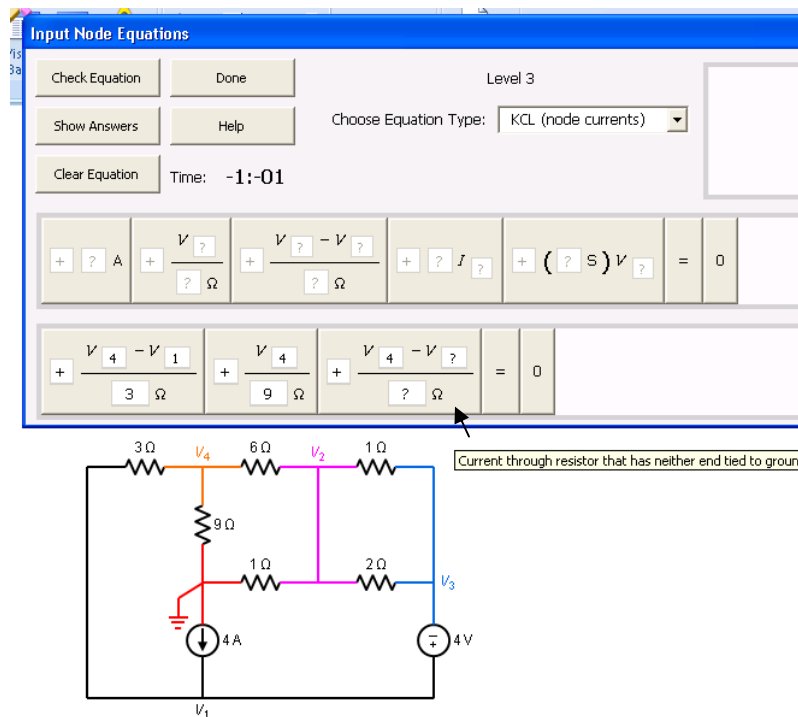 Input Node Equations
Check Equation Done Level 3
Show Answers Help Choose Equation Type: KCL (node currents)
Clear Equation Time: -1:-01
+ ? A + V ? / ? Ω + V ? - V ? / ? Ω + ? I ? + ( ? S ) V ? = 0
+ V 4 - V 1 / 3 Ω + V 4 / 9 Ω + V 4 - V ? / ? Ω = 0
Current through resistor that has neither end tied to groun
3 Ω V4 6 Ω V2 1 Ω
9 Ω
1 Ω 2 Ω
V3
4 A - + 4 V
V1